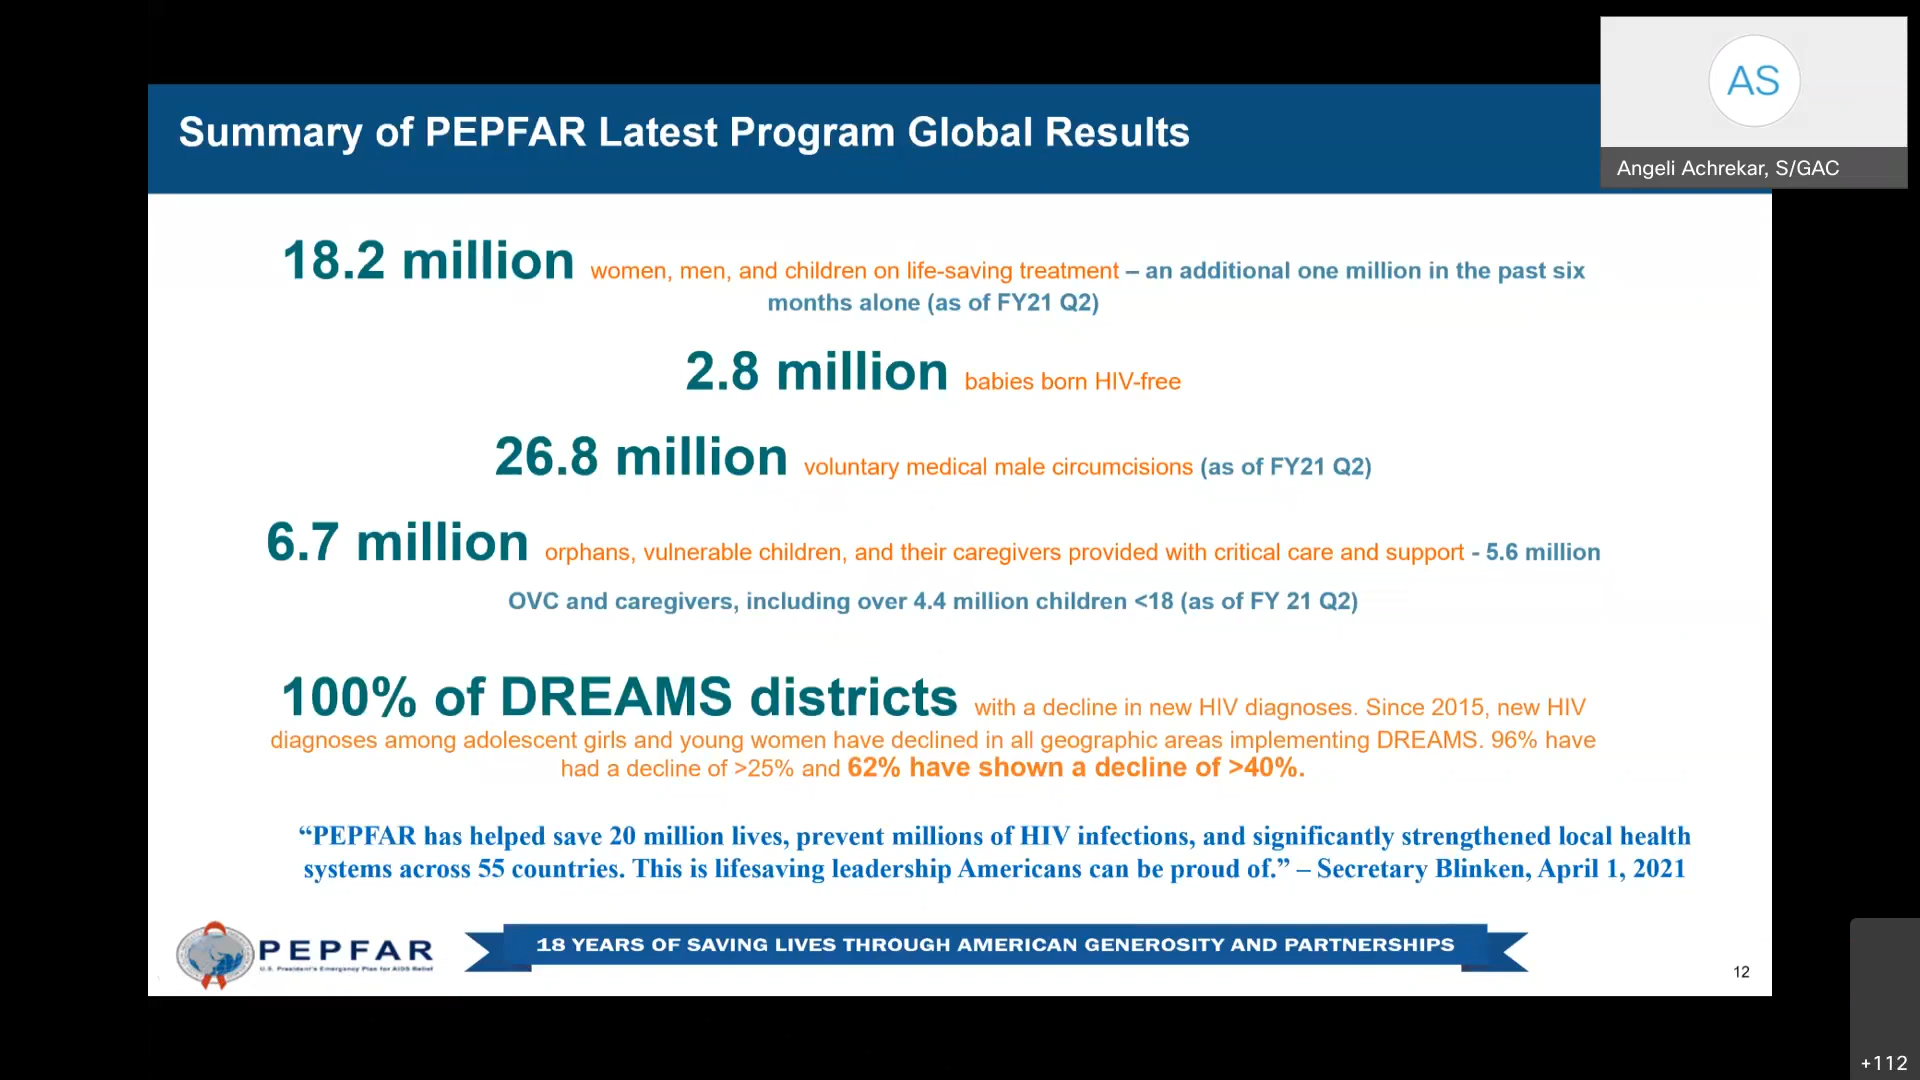 AS
Angeli Achrekar, S/GAC
Summary of PEPFAR Latest Program Global Results
18.2 million women, men, and children on life-saving treatment – an additional one million in the past six
months alone (as of FY21 Q2)
2.8 million babies born HIV-free
26.8 million voluntary medical male circumcisions (as of FY21 Q2)
6.7 million orphans, vulnerable children, and their caregivers provided with critical care and support - 5.6 million
OVC and caregivers, including over 4.4 million children <18 (as of FY 21 Q2)
100% of DREAMS districts with a decline in new HIV diagnoses. Since 2015, new HIV
diagnoses among adolescent girls and young women have declined in all geographic areas implementing DREAMS. 96% have
had a decline of >25% and 62% have shown a decline of >40%.
“PEPFAR has helped save 20 million lives, prevent millions of HIV infections, and significantly strengthened local health
systems across 55 countries. This is lifesaving leadership Americans can be proud of.” – Secretary Blinken, April 1, 2021
PEPFAR
U.S. President's Emergency Plan for AIDS Relief
18 YEARS OF SAVING LIVES THROUGH AMERICAN GENEROSITY AND PARTNERSHIPS
12
+112